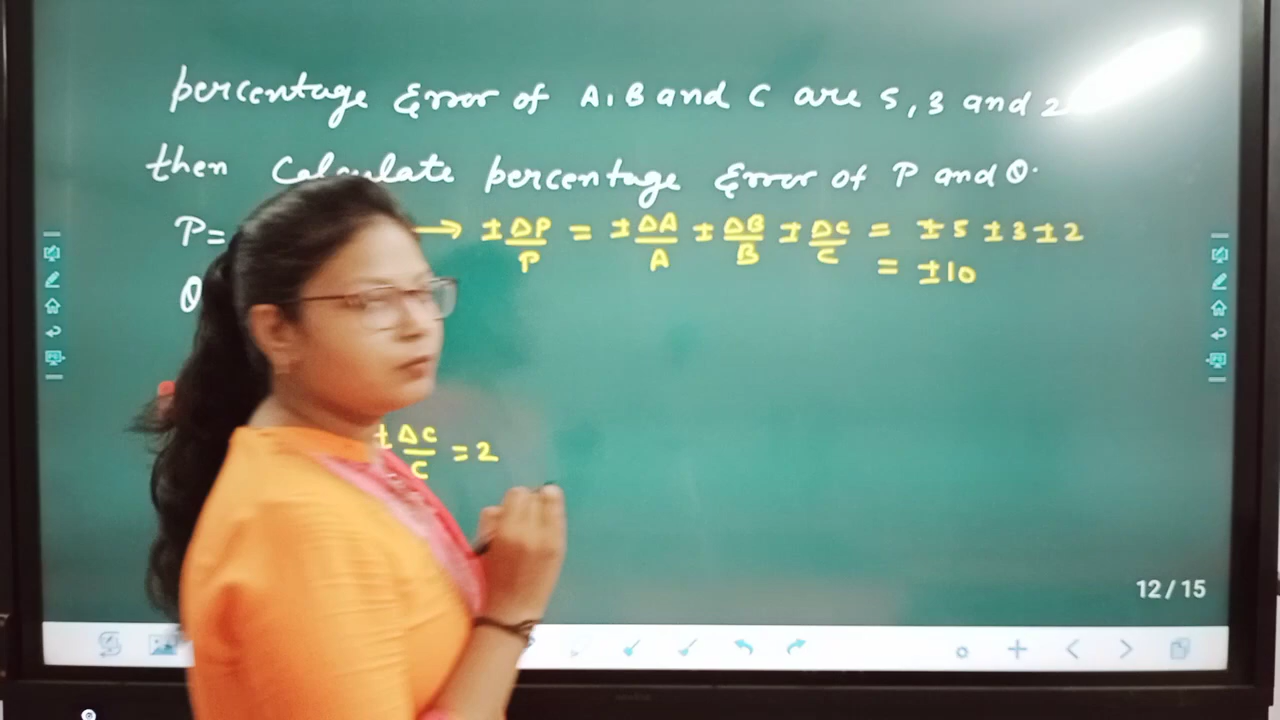 percentage Error of A, B and C are 5, 3 and 2
then Calculate percentage Error of P and Q.
P= → ± ΔP/P = ± ΔA/A ± ΔB/B ± ΔC/C = ±5 ±3 ±2
= ±10
Q
± ΔC/C = 2
12/15